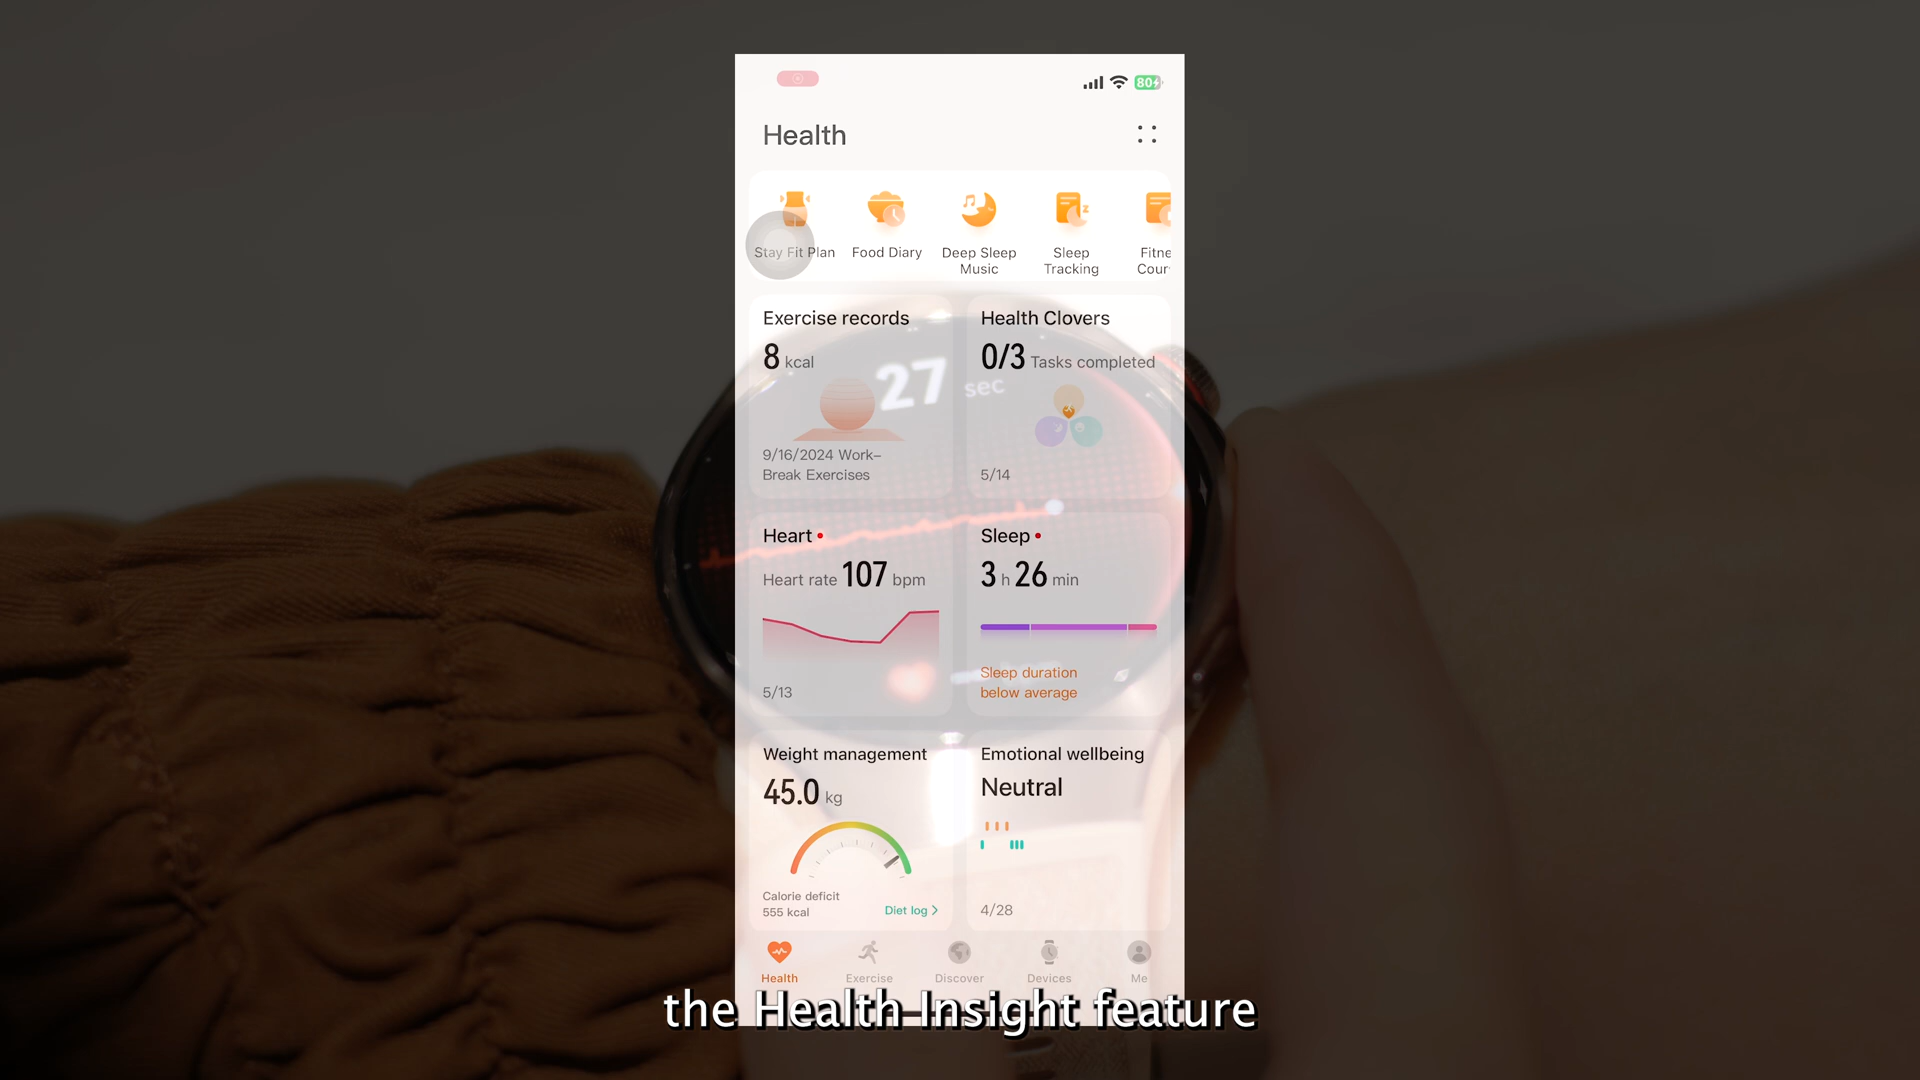 80
Health
Stay Fit Plan
Food Diary
Deep Sleep
Music
Sleep
Tracking
Fitne
Cour
Exercise records
8 kcal
9/16/2024 Work-
Break Exercises
Health Clovers
0/3 Tasks completed
5/14
27 sec
Heart
Heart rate 107 bpm
5/13
Sleep
3 h 26 min
Sleep duration
below average
Weight management
45.0 kg
Calorie deficit
555 kcal
Diet log >
Emotional wellbeing
Neutral
4/28
Health
Exercise
Discover
Devices
Me
the Health Insight feature